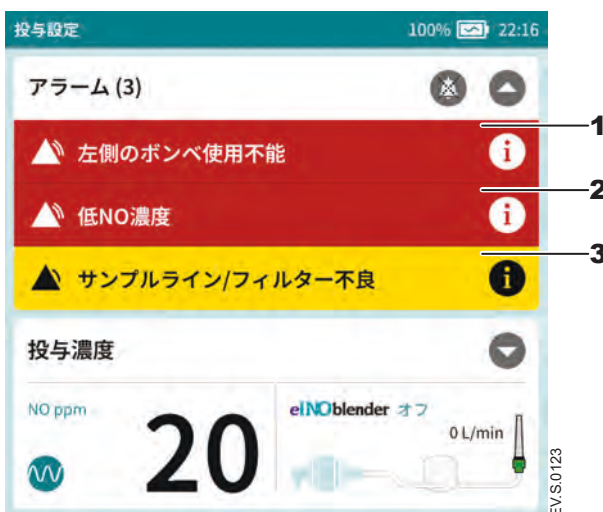 投与設定 100% 22:16
アラーム (3)
1
左側のボンベ使用不能 i
2
低NO濃度 i
3
サンプルライン/フィルター不良 i
投与濃度
NO ppm
20
eINOblender オフ
0 L/min
EV.S.0123